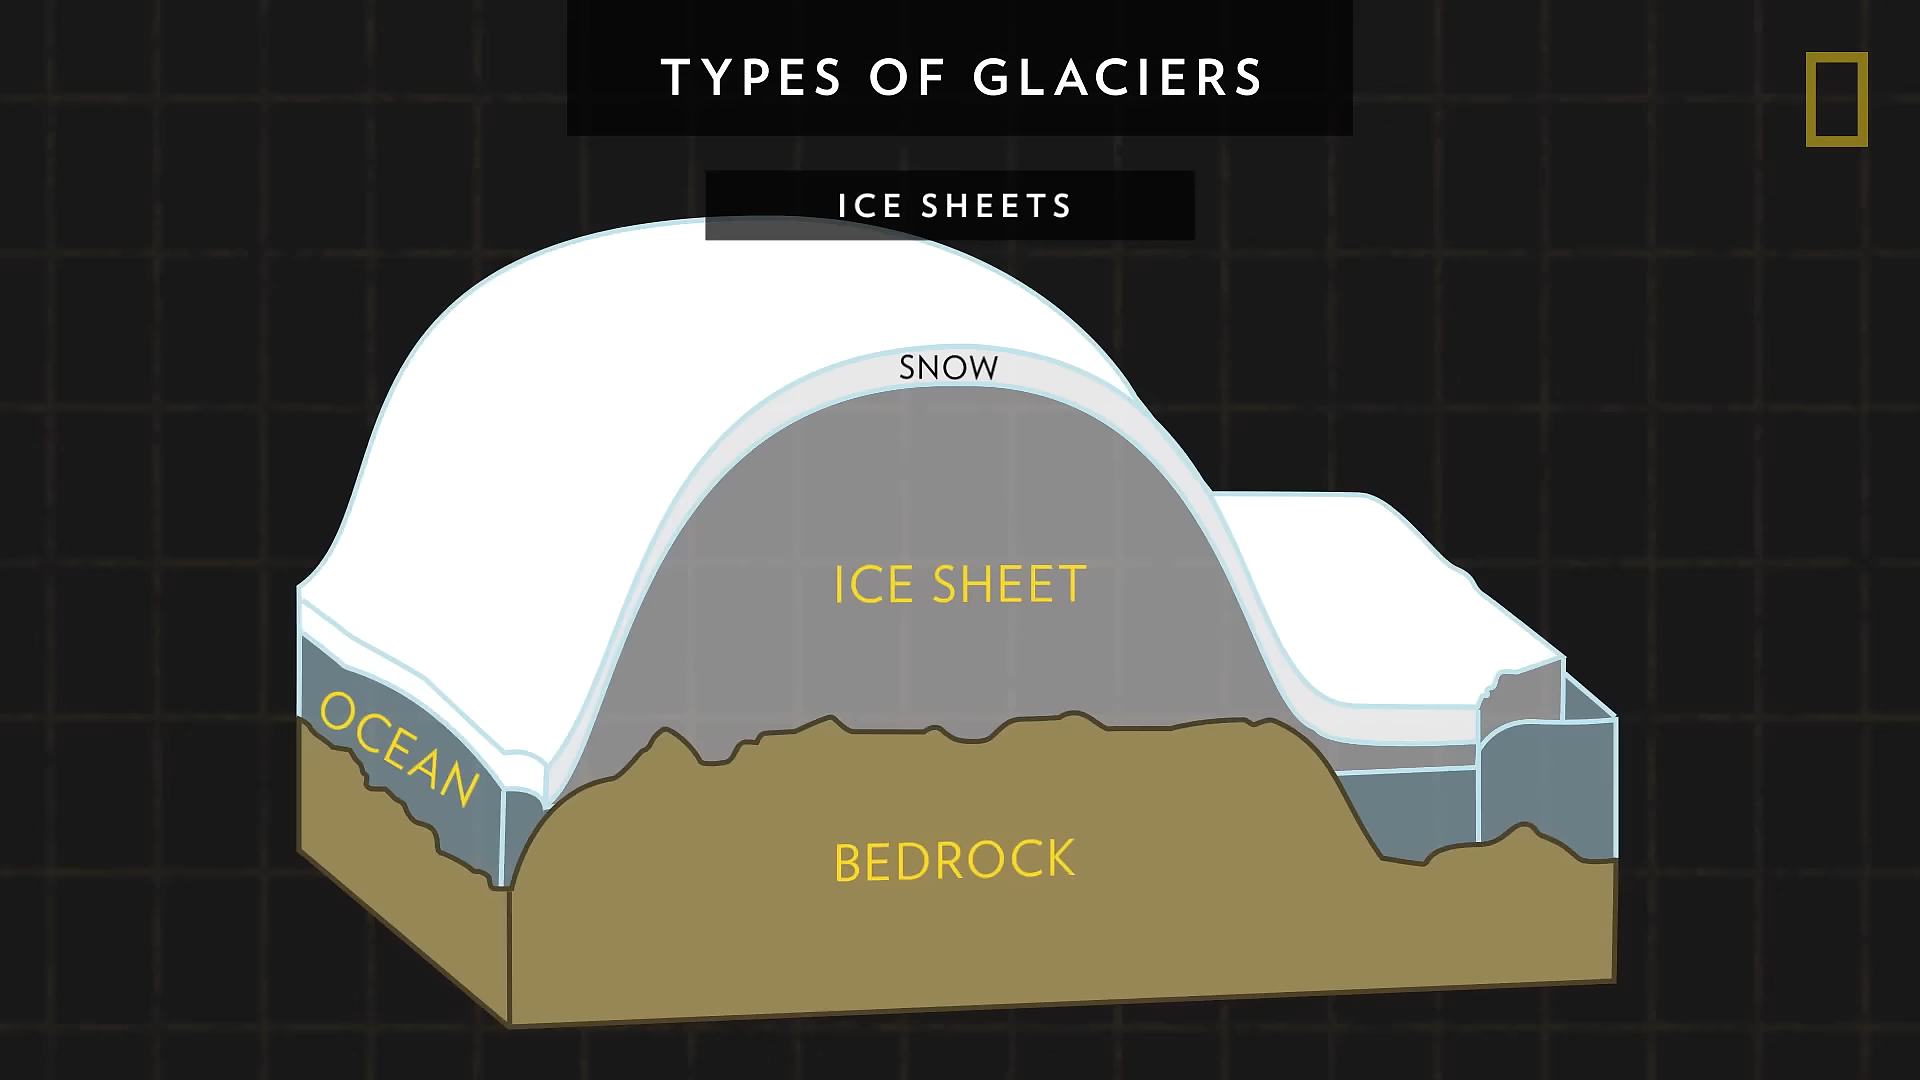 TYPES OF GLACIERS
ICE SHEETS
SNOW
ICE SHEET
OCEAN
BEDROCK